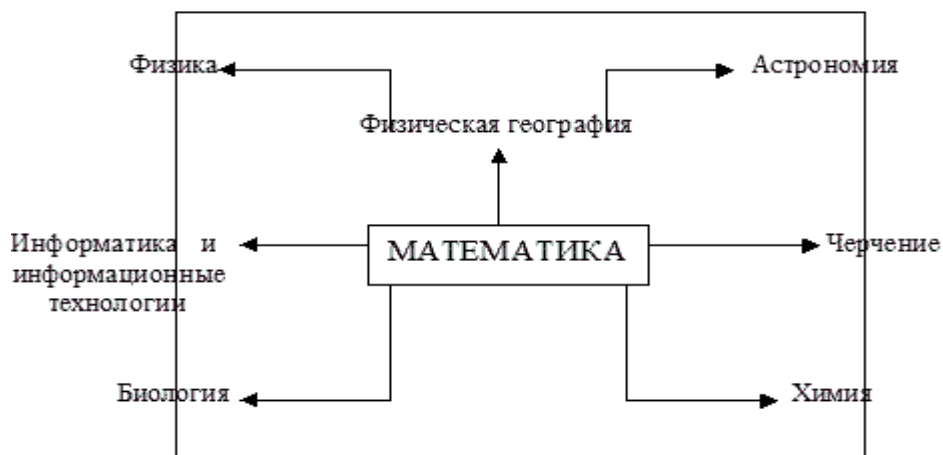 Физика
Астрономия
Физическая география
Информатика и
информационные
технологии
МАТЕМАТИКА
Черчение
Биология
Химия